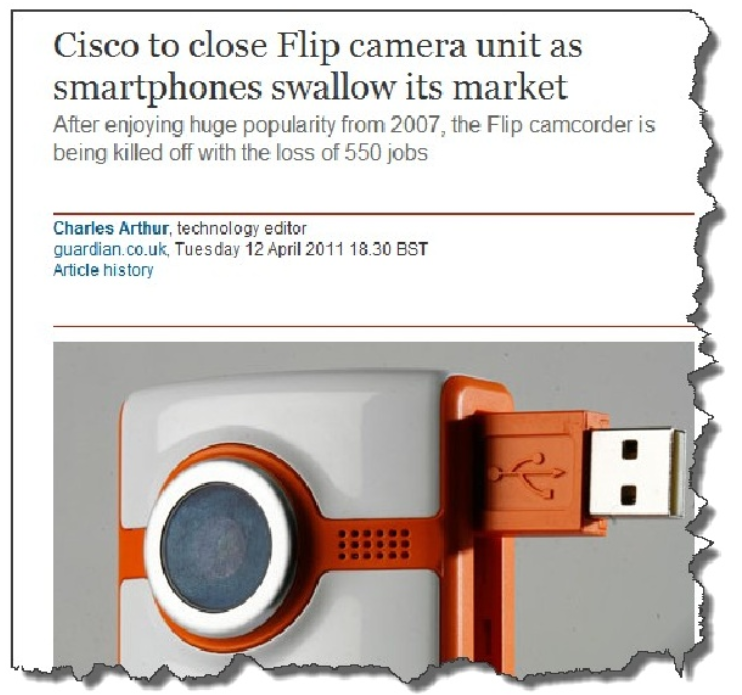 Cisco to close Flip camera unit as
smartphones swallow its market
After enjoying huge popularity from 2007, the Flip camcorder is
being killed off with the loss of 550 jobs
Charles Arthur, technology editor
guardian.co.uk, Tuesday 12 April 2011 18.30 BST
Article history